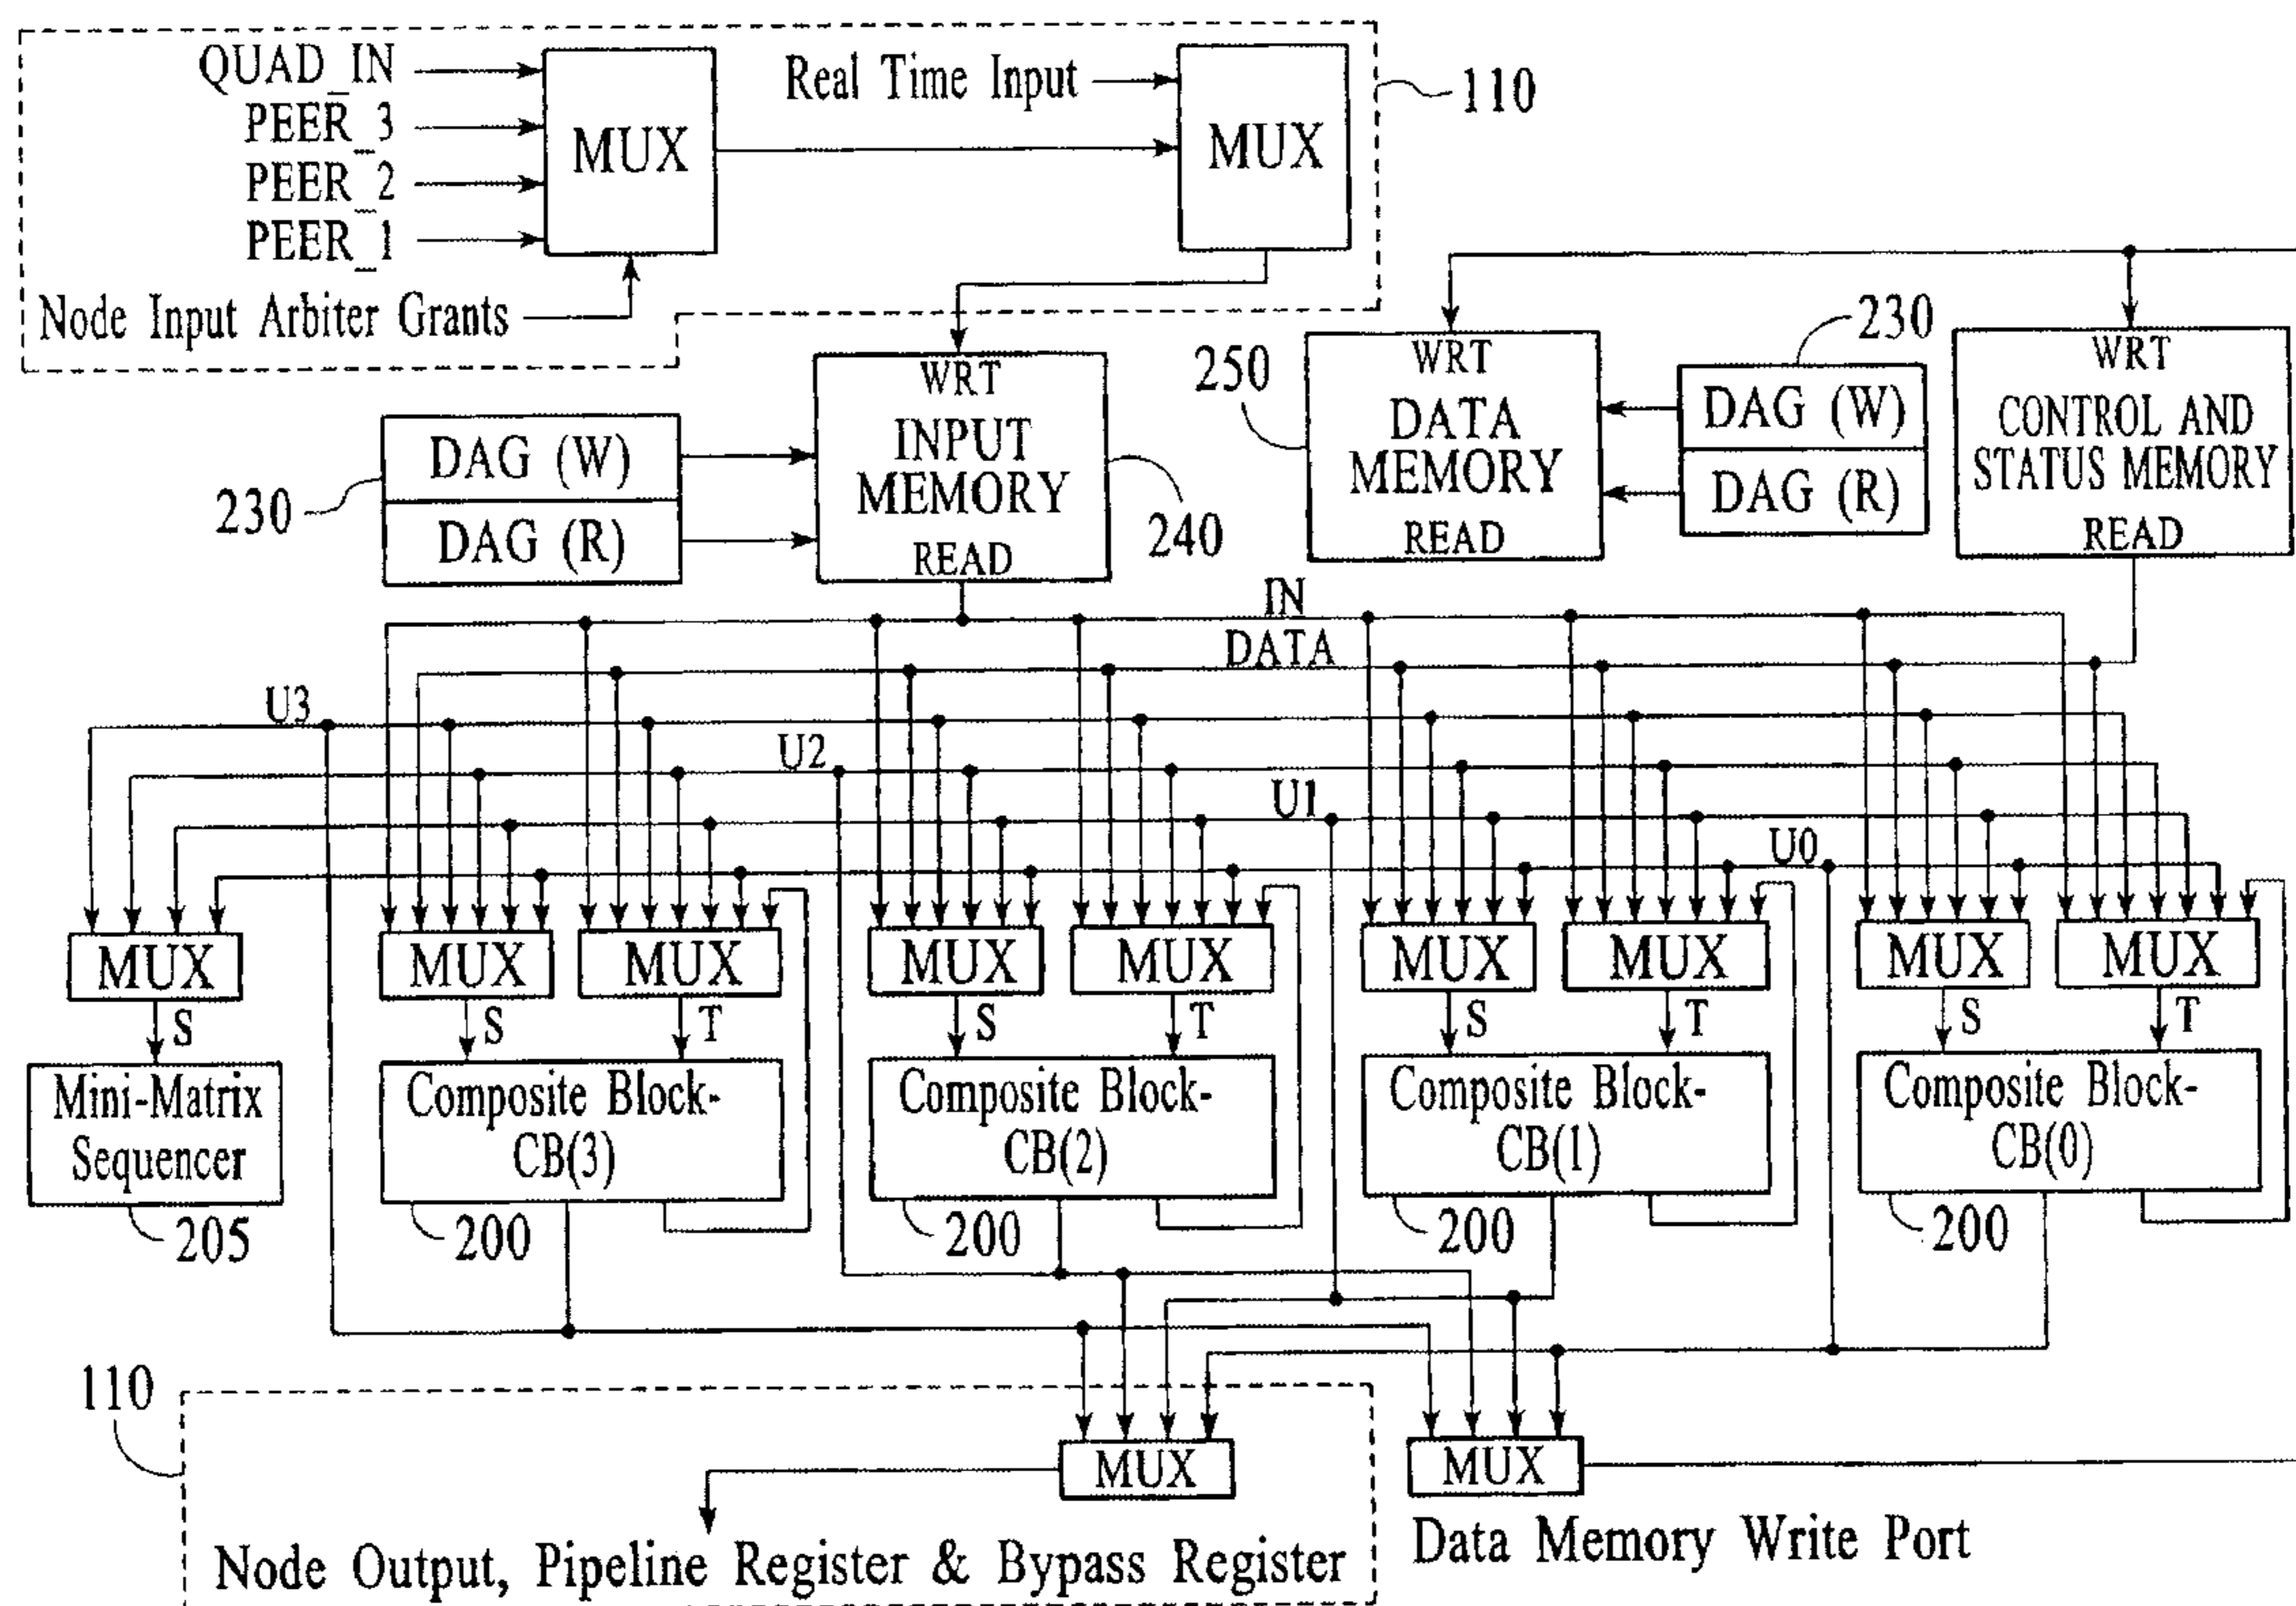 QUAD_IN
PEER_3
PEER_2
PEER_1
Node Input Arbiter Grants
MUX
Real Time Input
MUX
110
230
DAG (W)
DAG (R)
WRT
INPUT
MEMORY
READ
240
250
WRT
DATA
MEMORY
READ
230
DAG (W)
DAG (R)
WRT
CONTROL AND
STATUS MEMORY
READ
IN
DATA
U3
U2
U1
U0
MUX
MUX
MUX
MUX
MUX
MUX
MUX
MUX
MUX
S
S
T
S
T
S
T
S
T
Mini-Matrix
Sequencer
Composite Block-
CB(3)
Composite Block-
CB(2)
Composite Block-
CB(1)
Composite Block-
CB(0)
205
200
200
200
200
110
MUX
MUX
Node Output, Pipeline Register & Bypass Register
Data Memory Write Port